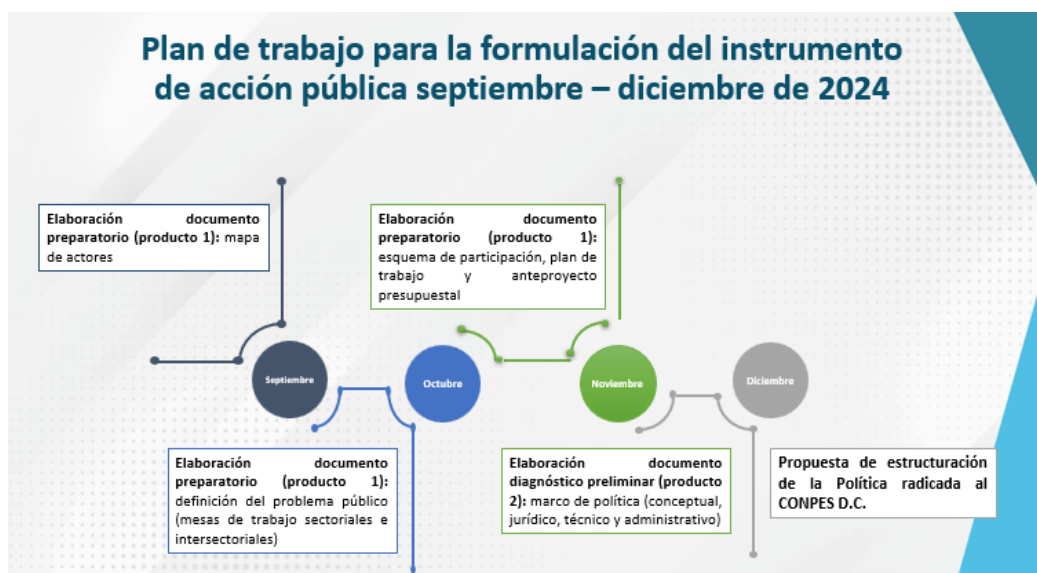 Plan de trabajo para la formulación del instrumento
de acción pública septiembre – diciembre de 2024
Elaboración documento
preparatorio (producto 1): mapa
de actores
Elaboración documento
preparatorio (producto 1):
esquema de participación, plan de
trabajo y anteproyecto
presupuestal
Septiembre
Octubre
Noviembre
Diciembre
Elaboración documento
preparatorio (producto 1):
definición del problema público
(mesas de trabajo sectoriales e
intersectoriales)
Elaboración documento
diagnóstico preliminar (producto
2): marco de política (conceptual,
jurídico, técnico y administrativo)
Propuesta de estructuración
de la Política radicada al
CONPES D.C.